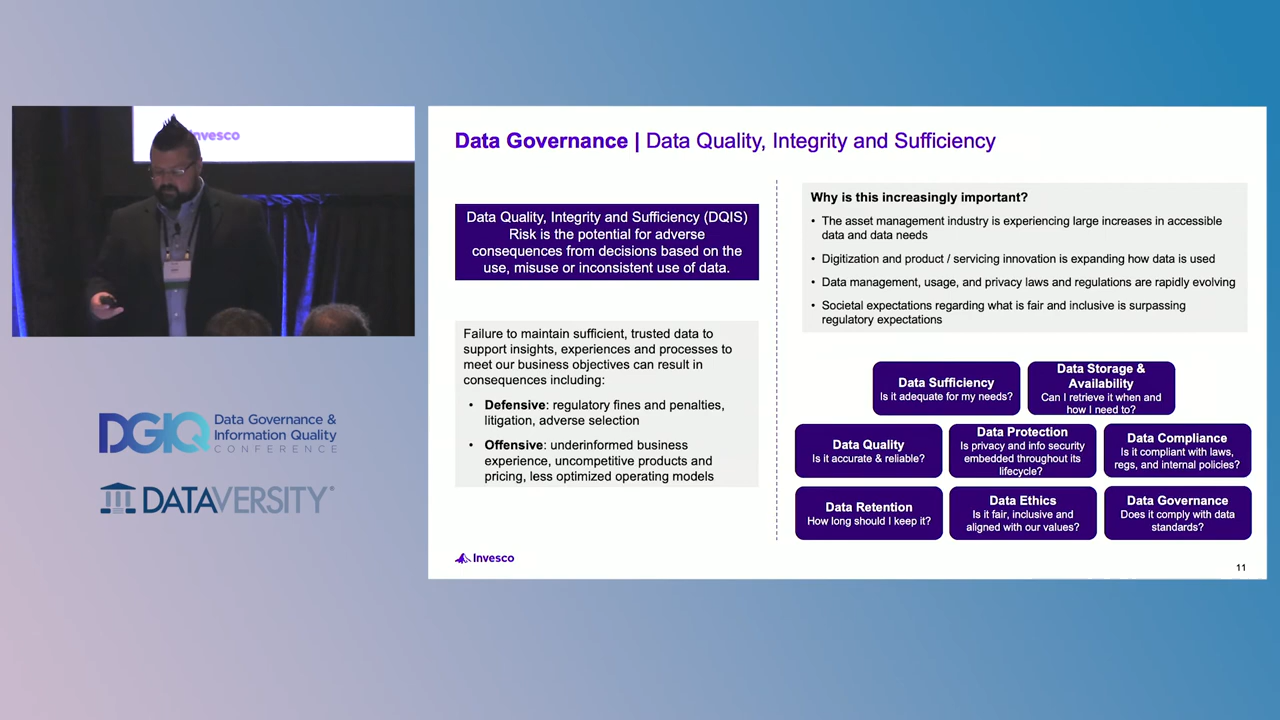 Invesco
DGIQ
Data Governance &
Information Quality
CONFERENCE
DATAVERSITY
Data Governance | Data Quality, Integrity and Sufficiency
Data Quality, Integrity and Sufficiency (DQIS)
Risk is the potential for adverse
consequences from decisions based on the
use, misuse or inconsistent use of data.
Failure to maintain sufficient, trusted data to
support insights, experiences and processes to
meet our business objectives can result in
consequences including:
• Defensive: regulatory fines and penalties,
litigation, adverse selection
• Offensive: underinformed business
experience, uncompetitive products and
pricing, less optimized operating models
Why is this increasingly important?
• The asset management industry is experiencing large increases in accessible
data and data needs
• Digitization and product / servicing innovation is expanding how data is used
• Data management, usage, and privacy laws and regulations are rapidly evolving
• Societal expectations regarding what is fair and inclusive is surpassing
regulatory expectations
Data Sufficiency
Is it adequate for my needs?
Data Storage &
Availability
Can I retrieve it when and
how I need to?
Data Quality
Is it accurate & reliable?
Data Protection
Is privacy and info security
embedded throughout its
lifecycle?
Data Compliance
Is it compliant with laws,
regs, and internal policies?
Data Retention
How long should I keep it?
Data Ethics
Is it fair, inclusive and
aligned with our values?
Data Governance
Does it comply with data
standards?
Invesco
11